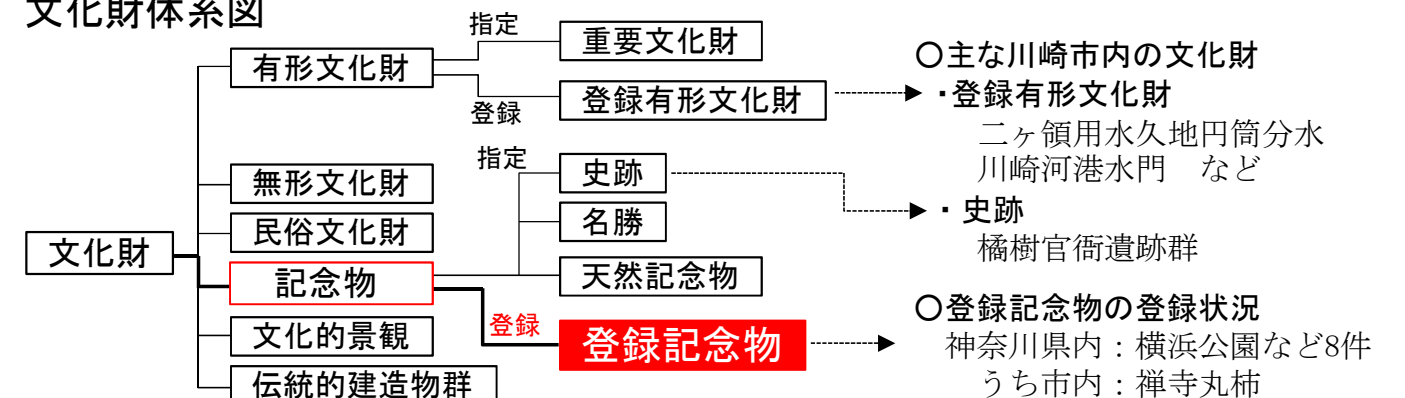 文化財体系図
文化財
有形文化財
無形文化財
民俗文化財
記念物
文化的景観
伝統的建造物群
指定
重要文化財
登録
登録有形文化財
指定
史跡
名勝
天然記念物
登録
登録記念物
〇主な川崎市内の文化財
・登録有形文化財
二ヶ領用水久地円筒分水
川崎河港水門　など
・史跡
橘樹官衙遺跡群
〇登録記念物の登録状況
神奈川県内：横浜公園など8件
うち市内：禅寺丸柿